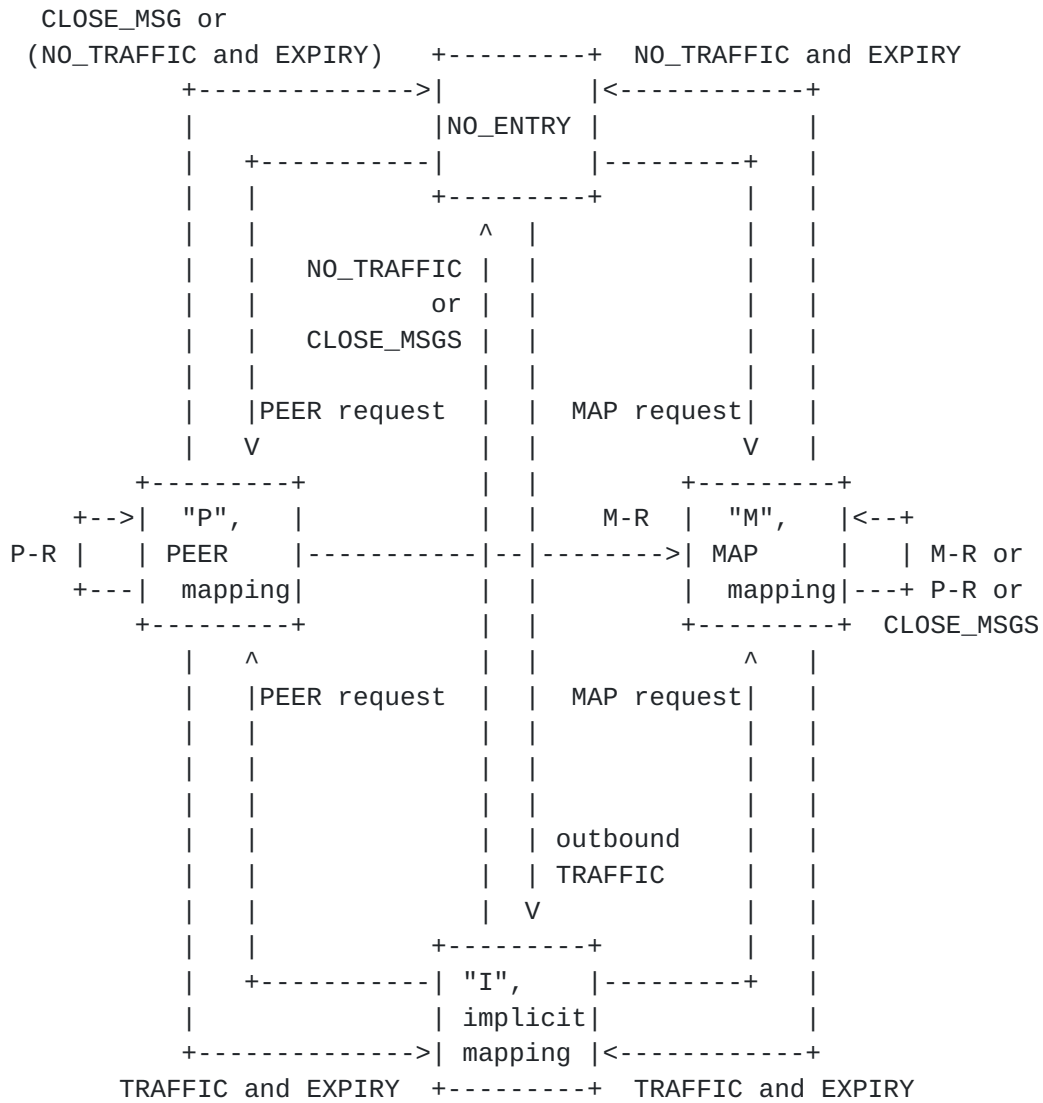 CLOSE_MSG or
(NO_TRAFFIC and EXPIRY) NO_TRAFFIC and EXPIRY
NO_ENTRY
NO_TRAFFIC
or
CLOSE_MSGS
PEER request MAP request
"P", M-R "M",
P-R PEER MAP M-R or
mapping mapping P-R or
CLOSE_MSGS
PEER request MAP request
outbound
TRAFFIC
"I",
implicit
mapping
TRAFFIC and EXPIRY TRAFFIC and EXPIRY